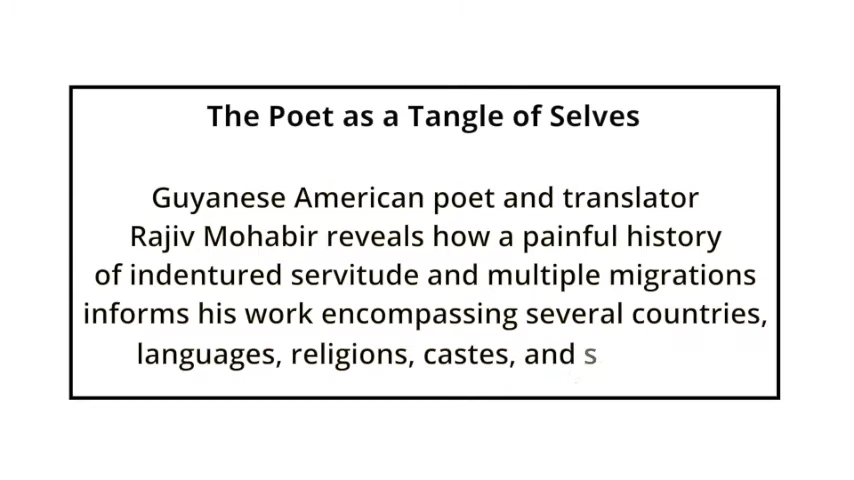 The Poet as a Tangle of Selves
Guyanese American poet and translator
Rajiv Mohabir reveals how a painful history
of indentured servitude and multiple migrations
informs his work encompassing several countries,
languages, religions, castes, and s